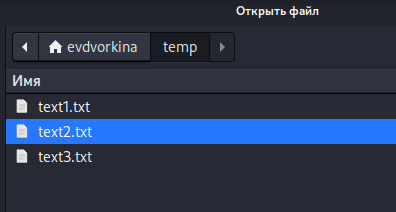 Открыть файл
evdvorkina temp
Имя
text1.txt
text2.txt
text3.txt